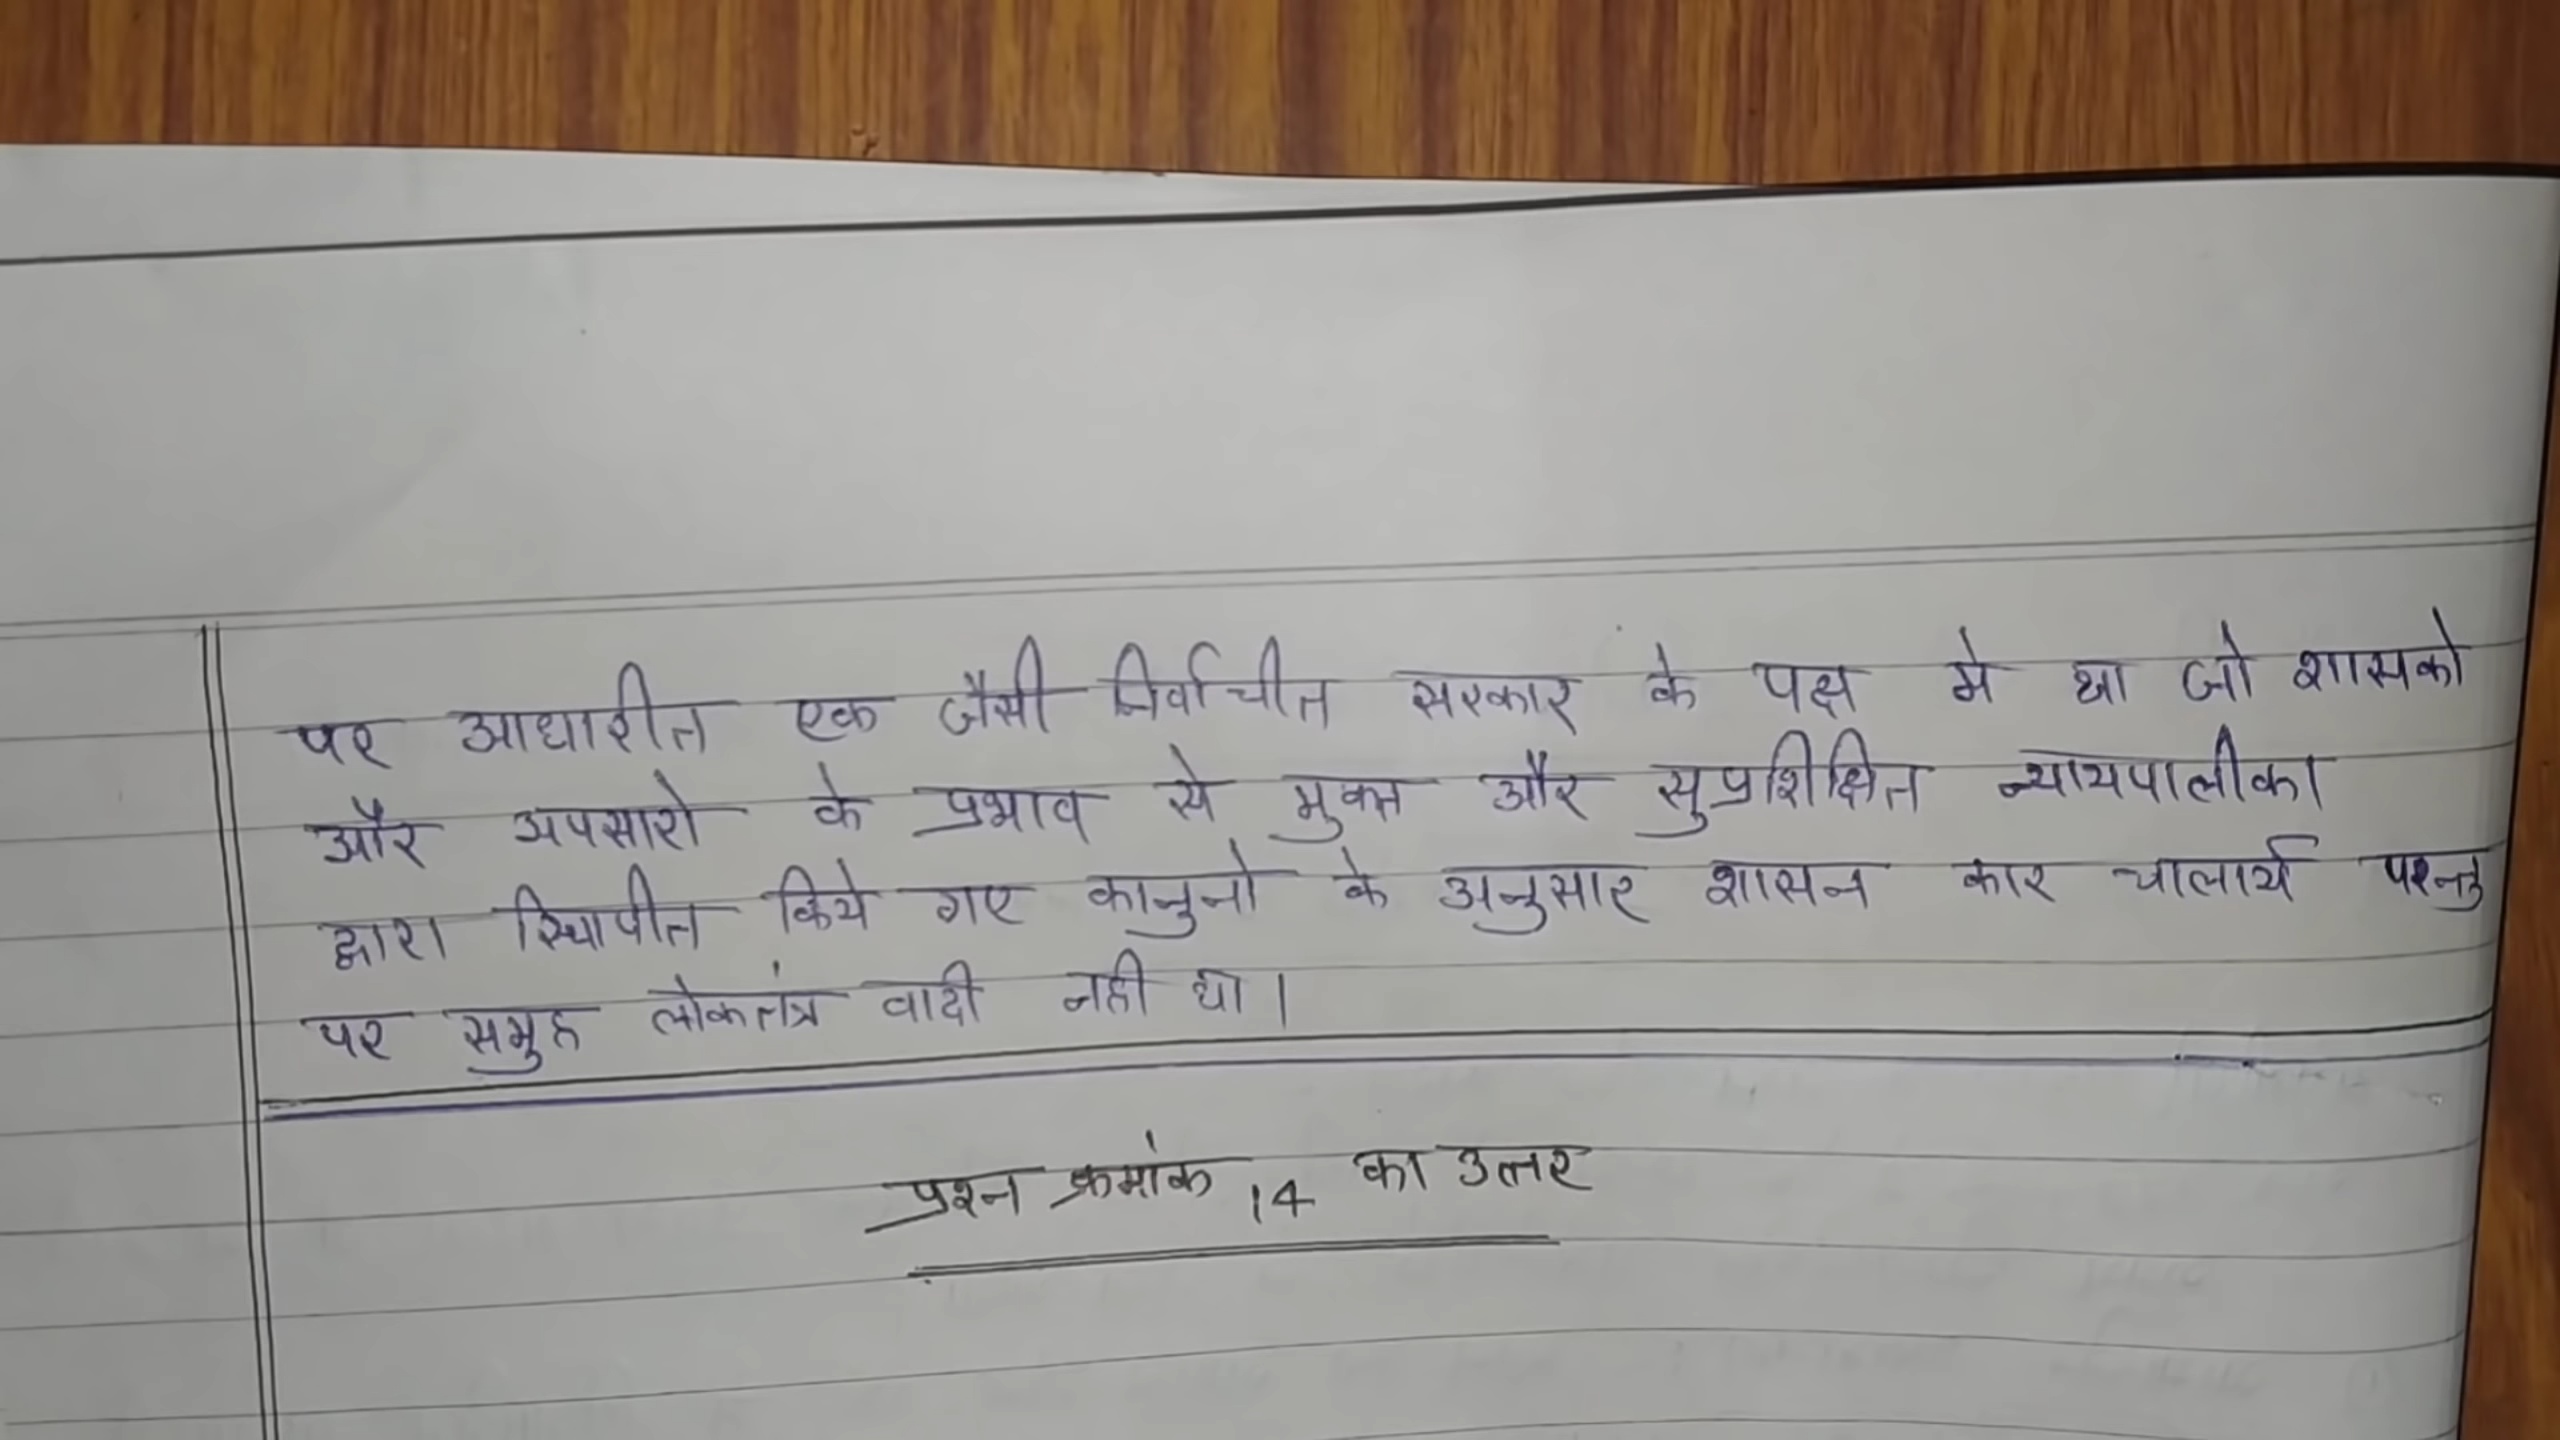 पर आधारीत एक जैसी निर्वाचीत सरकार के पक्ष मे था जो शासको
और अपसारो के प्रभाव से मुक्त और सुप्रशिक्षित न्यायपालीका
द्वारा स्थिापीत किये गए कानुनो के अनुसार शासन कार चालार्य परन्तु
पर समुह लोकतंत्र वादी नही था।
प्रश्न क्रमांक 14 का उत्तर